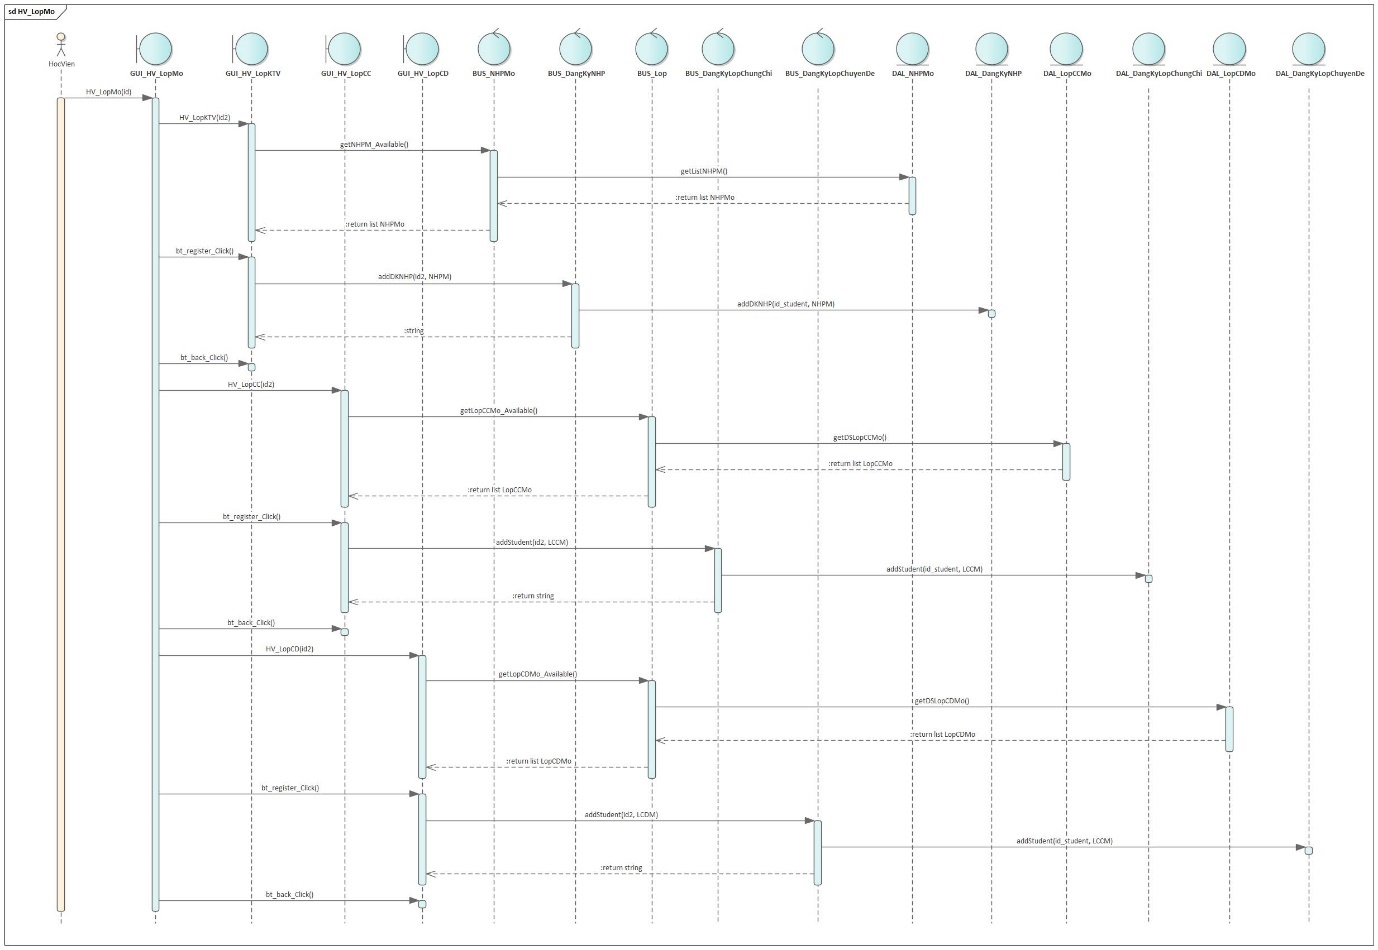 sd HV_LopMo
HocVien
GUI_HV_LopMo
GUI_HV_LopKTV
GUI_HV_LopCC
GUI_HV_LopCD
BUS_NHPMo
BUS_DangKyNHP
BUS_Lop
BUS_DangKyLopChungChi
BUS_DangKyLopChuyenDe
DAL_NHPMo
DAL_DangKyNHP
DAL_LopCCMo
DAL_DangKyLopChungChi
DAL_LopCDMo
DAL_DangKyLopChuyenDe
HV_LopMo(id)
HV_LopKTV(id2)
getNHPM_Available()
getListNHPM()
:return list NHPMo
:return list NHPMo
bt_register_Click()
addDKNHP(id2, NHPM)
addDKNHP(id_student, NHPM)
:string
bt_back_Click()
HV_LopCC(id2)
getLopCCMo_Available()
getDSLopCCMo()
:return list LopCCMo
:return list LopCCMo
bt_register_Click()
addStudent(id2, LCCM)
addStudent(id_student, LCCM)
:return string
bt_back_Click()
HV_LopCD(id2)
getLopCDMo_Available()
getDSLopCDMo()
:return list LopCDMo
:return list LopCDMo
bt_register_Click()
addStudent(id2, LCDM)
addStudent(id_student, LCCM)
:return string
bt_back_Click()